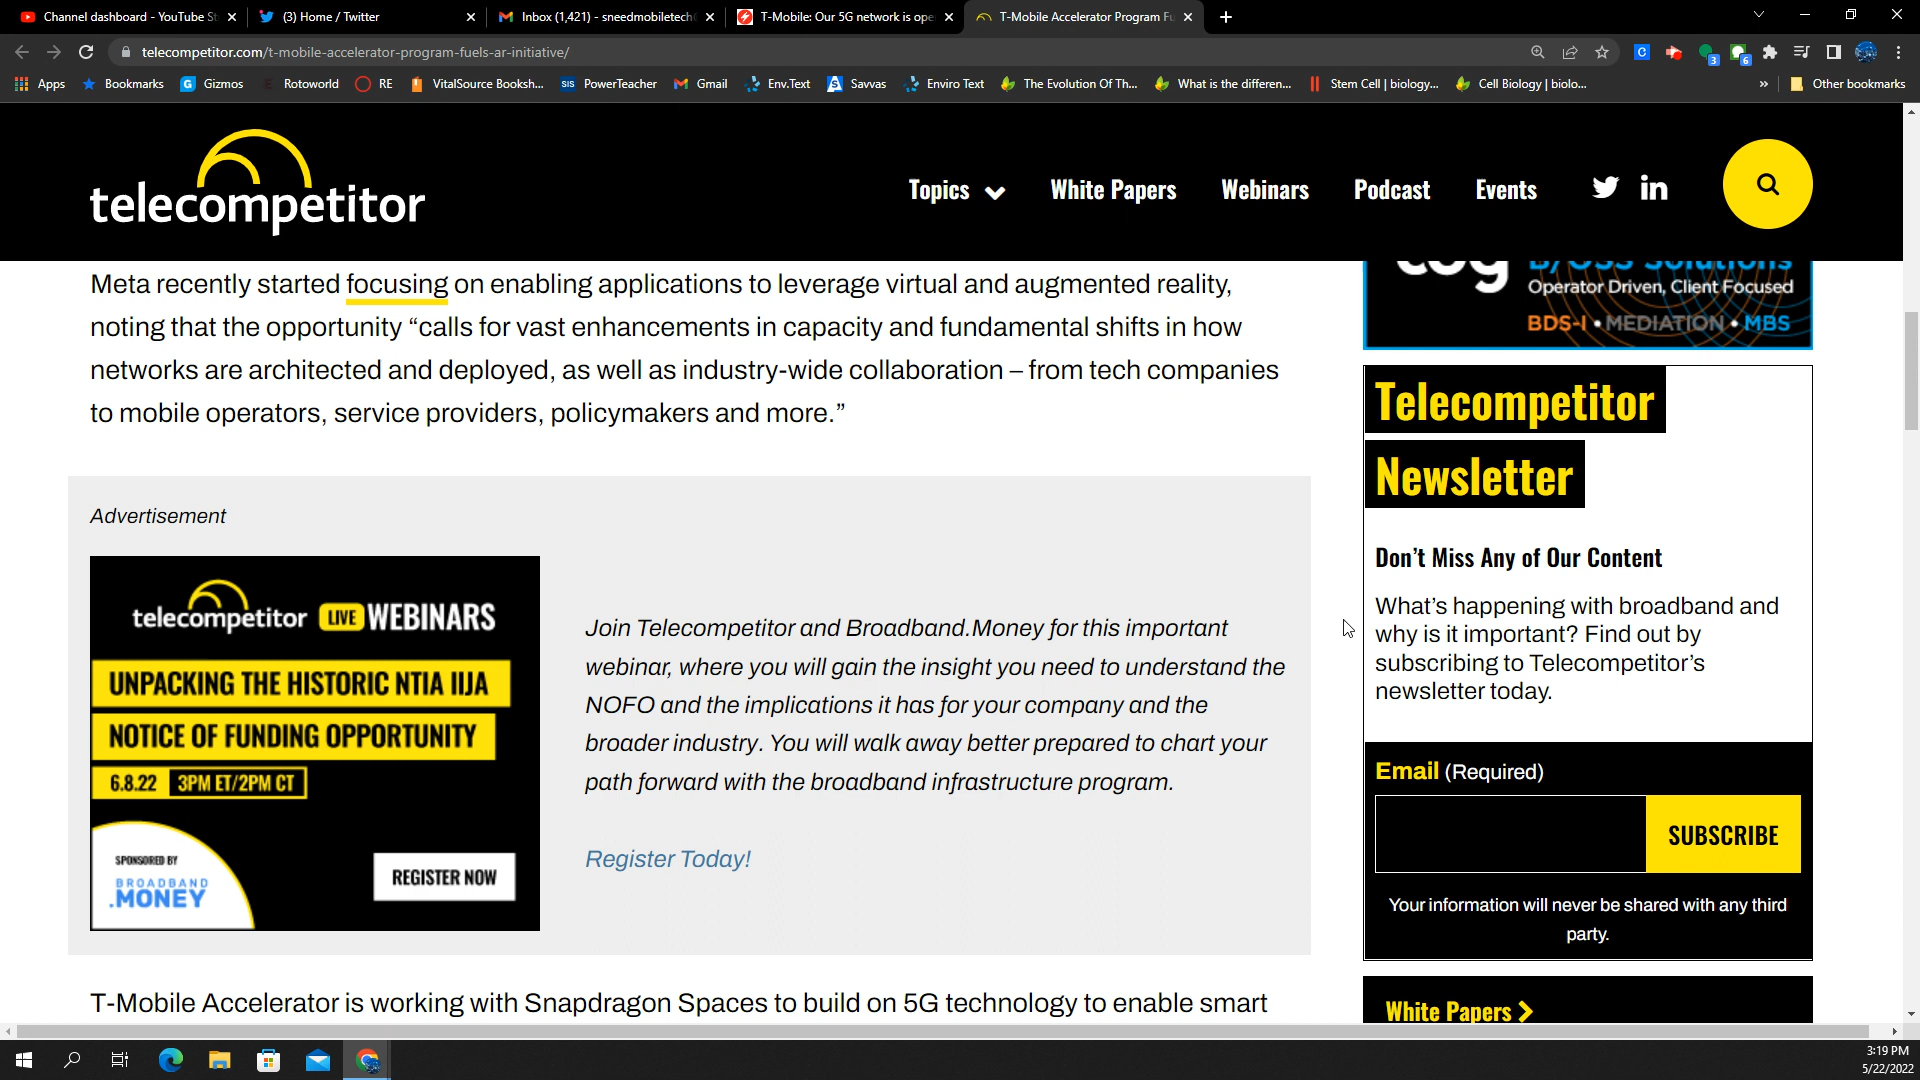 Channel dashboard - YouTube St
(3) Home / Twitter
Inbox (1,421) - sneedmobiletech
T-Mobile: Our 5G network is ope
T-Mobile Accelerator Program Fu
telecompetitor.com/t-mobile-accelerator-program-fuels-ar-initiative/
Apps
Bookmarks
Gizmos
Rotoworld
RE
VitalSource Booksh...
SIS PowerTeacher
Gmail
Env.Text
Savvas
Enviro Text
The Evolution Of Th...
What is the differen...
Stem Cell | biology...
Cell Biology | biolo...
»
Other bookmarks
telecompetitor
Topics
White Papers
Webinars
Podcast
Events
Meta recently started focusing on enabling applications to leverage virtual and augmented reality,
noting that the opportunity “calls for vast enhancements in capacity and fundamental shifts in how
networks are architected and deployed, as well as industry-wide collaboration – from tech companies
to mobile operators, service providers, policymakers and more.”
Advertisement
telecompetitor LIVE WEBINARS
UNPACKING THE HISTORIC NTIA IIJA
NOTICE OF FUNDING OPPORTUNITY
6.8.22 3PM ET/2PM CT
SPONSORED BY
BROADBAND
.MONEY
REGISTER NOW
Join Telecompetitor and Broadband.Money for this important
webinar, where you will gain the insight you need to understand the
NOFO and the implications it has for your company and the
broader industry. You will walk away better prepared to chart your
path forward with the broadband infrastructure program.
Register Today!
T-Mobile Accelerator is working with Snapdragon Spaces to build on 5G technology to enable smart
B/OSS Solutions
Operator Driven, Client Focused
BDS-I • MEDIATION • MBS
Telecompetitor
Newsletter
Don’t Miss Any of Our Content
What’s happening with broadband and
why is it important? Find out by
subscribing to Telecompetitor’s
newsletter today.
Email (Required)
SUBSCRIBE
Your information will never be shared with any third
party.
White Papers
3:19 PM
5/22/2022